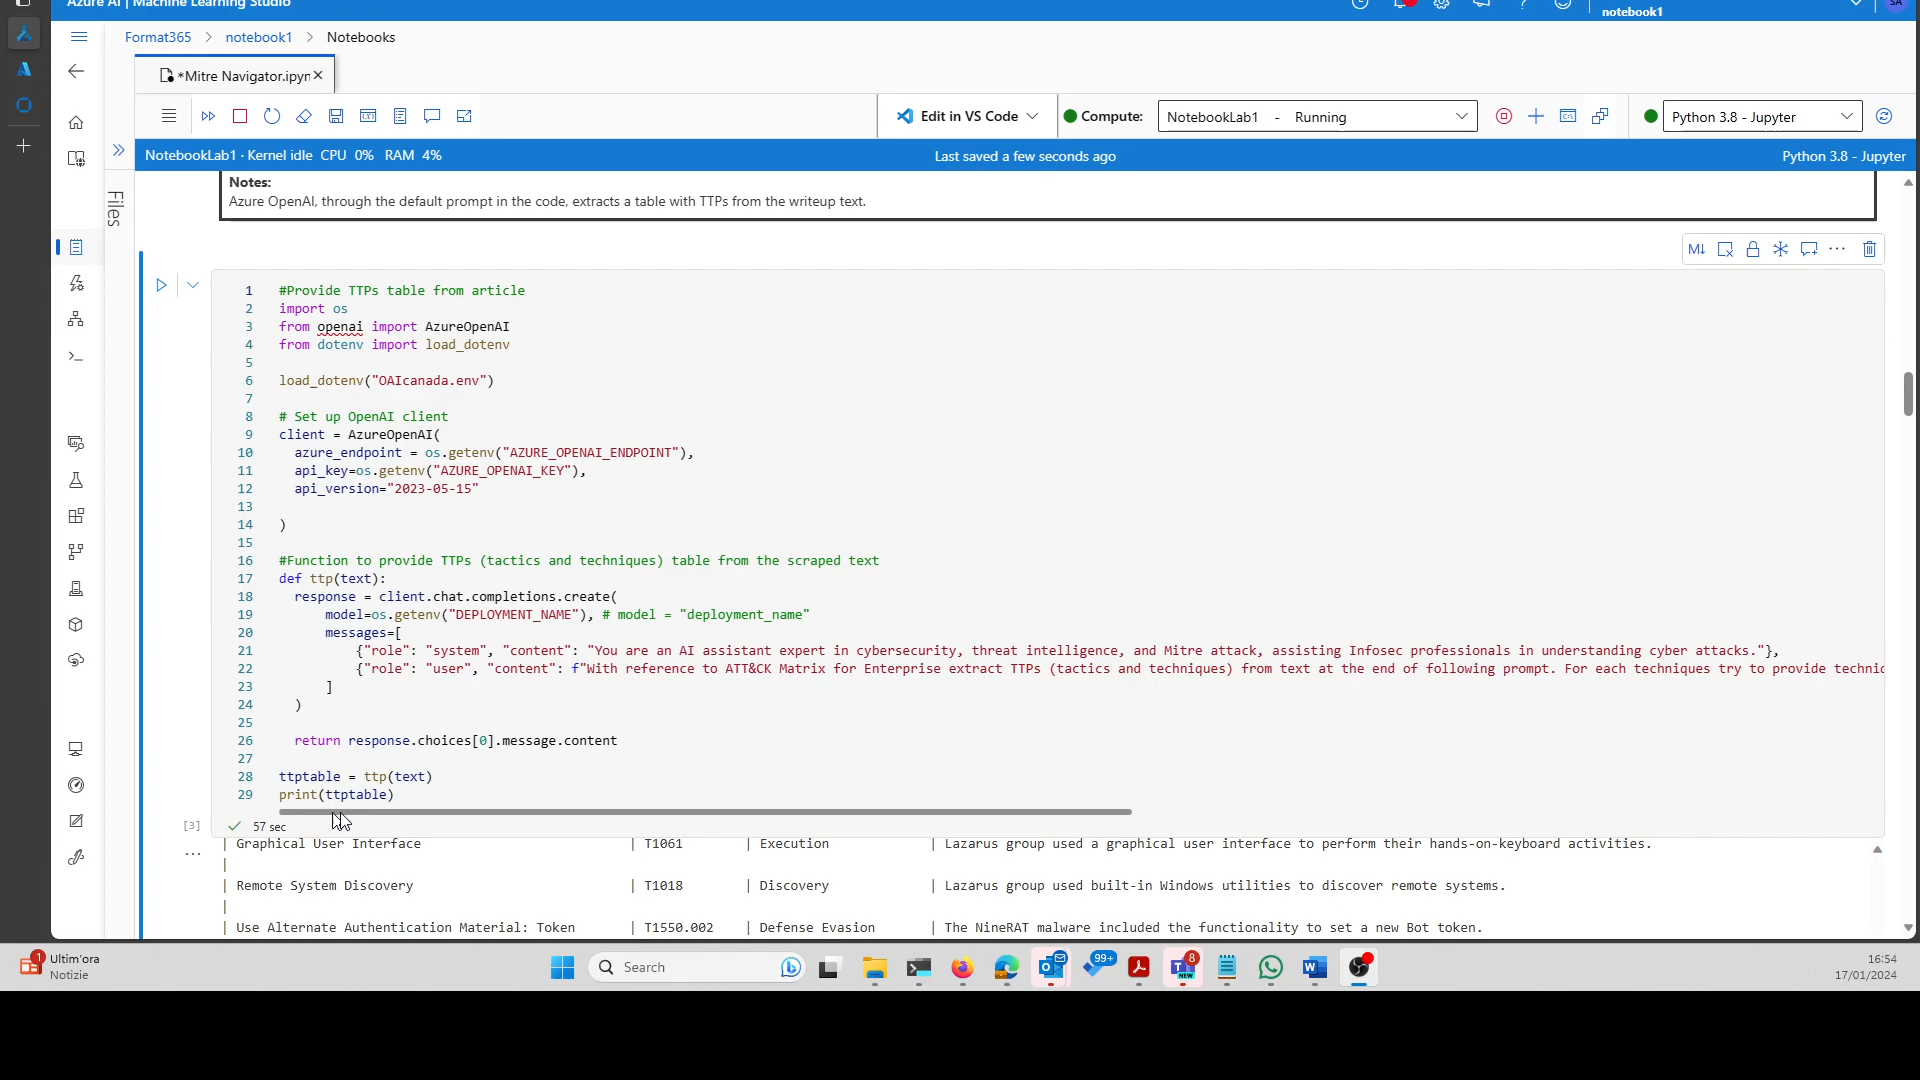 Azure AI | Machine Learning Studio
notebook1
SA
Format365 > notebook1 > Notebooks
*Mitre Navigator.ipyn
Edit in VS Code
Compute:
NotebookLab1 - Running
Python 3.8 - Jupyter
NotebookLab1 · Kernel idle CPU 0% RAM 4%
Last saved a few seconds ago
Python 3.8 - Jupyter
Files
Notes:
Azure OpenAI, through the default prompt in the code, extracts a table with TTPs from the writeup text.
M↓
1 #Provide TTPs table from article
2 import os
3 from openai import AzureOpenAI
4 from dotenv import load_dotenv
5
6 load_dotenv("OAIcanada.env")
7
8 # Set up OpenAI client
9 client = AzureOpenAI(
10 azure_endpoint = os.getenv("AZURE_OPENAI_ENDPOINT"),
11 api_key=os.getenv("AZURE_OPENAI_KEY"),
12 api_version="2023-05-15"
13
14 )
15
16 #Function to provide TTPs (tactics and techniques) table from the scraped text
17 def ttp(text):
18 response = client.chat.completions.create(
19 model=os.getenv("DEPLOYMENT_NAME"), # model = "deployment_name"
20 messages=[
21 {"role": "system", "content": "You are an AI assistant expert in cybersecurity, threat intelligence, and Mitre attack, assisting Infosec professionals in understanding cyber attacks."},
22 {"role": "user", "content": f"With reference to ATT&CK Matrix for Enterprise extract TTPs (tactics and techniques) from text at the end of following prompt. For each techniques try to provide technic
23 ]
24 )
25
26 return response.choices[0].message.content
27
28 ttptable = ttp(text)
29 print(ttptable)
[3] 57 sec
| Graphical User Interface | T1061 | Execution | Lazarus group used a graphical user interface to perform their hands-on-keyboard activities.
|
| Remote System Discovery | T1018 | Discovery | Lazarus group used built-in Windows utilities to discover remote systems.
|
| Use Alternate Authentication Material: Token | T1550.002 | Defense Evasion | The NineRAT malware included the functionality to set a new Bot token.
1
Ultim'ora
Notizie
Search
99+
8
NEW
16:54
17/01/2024